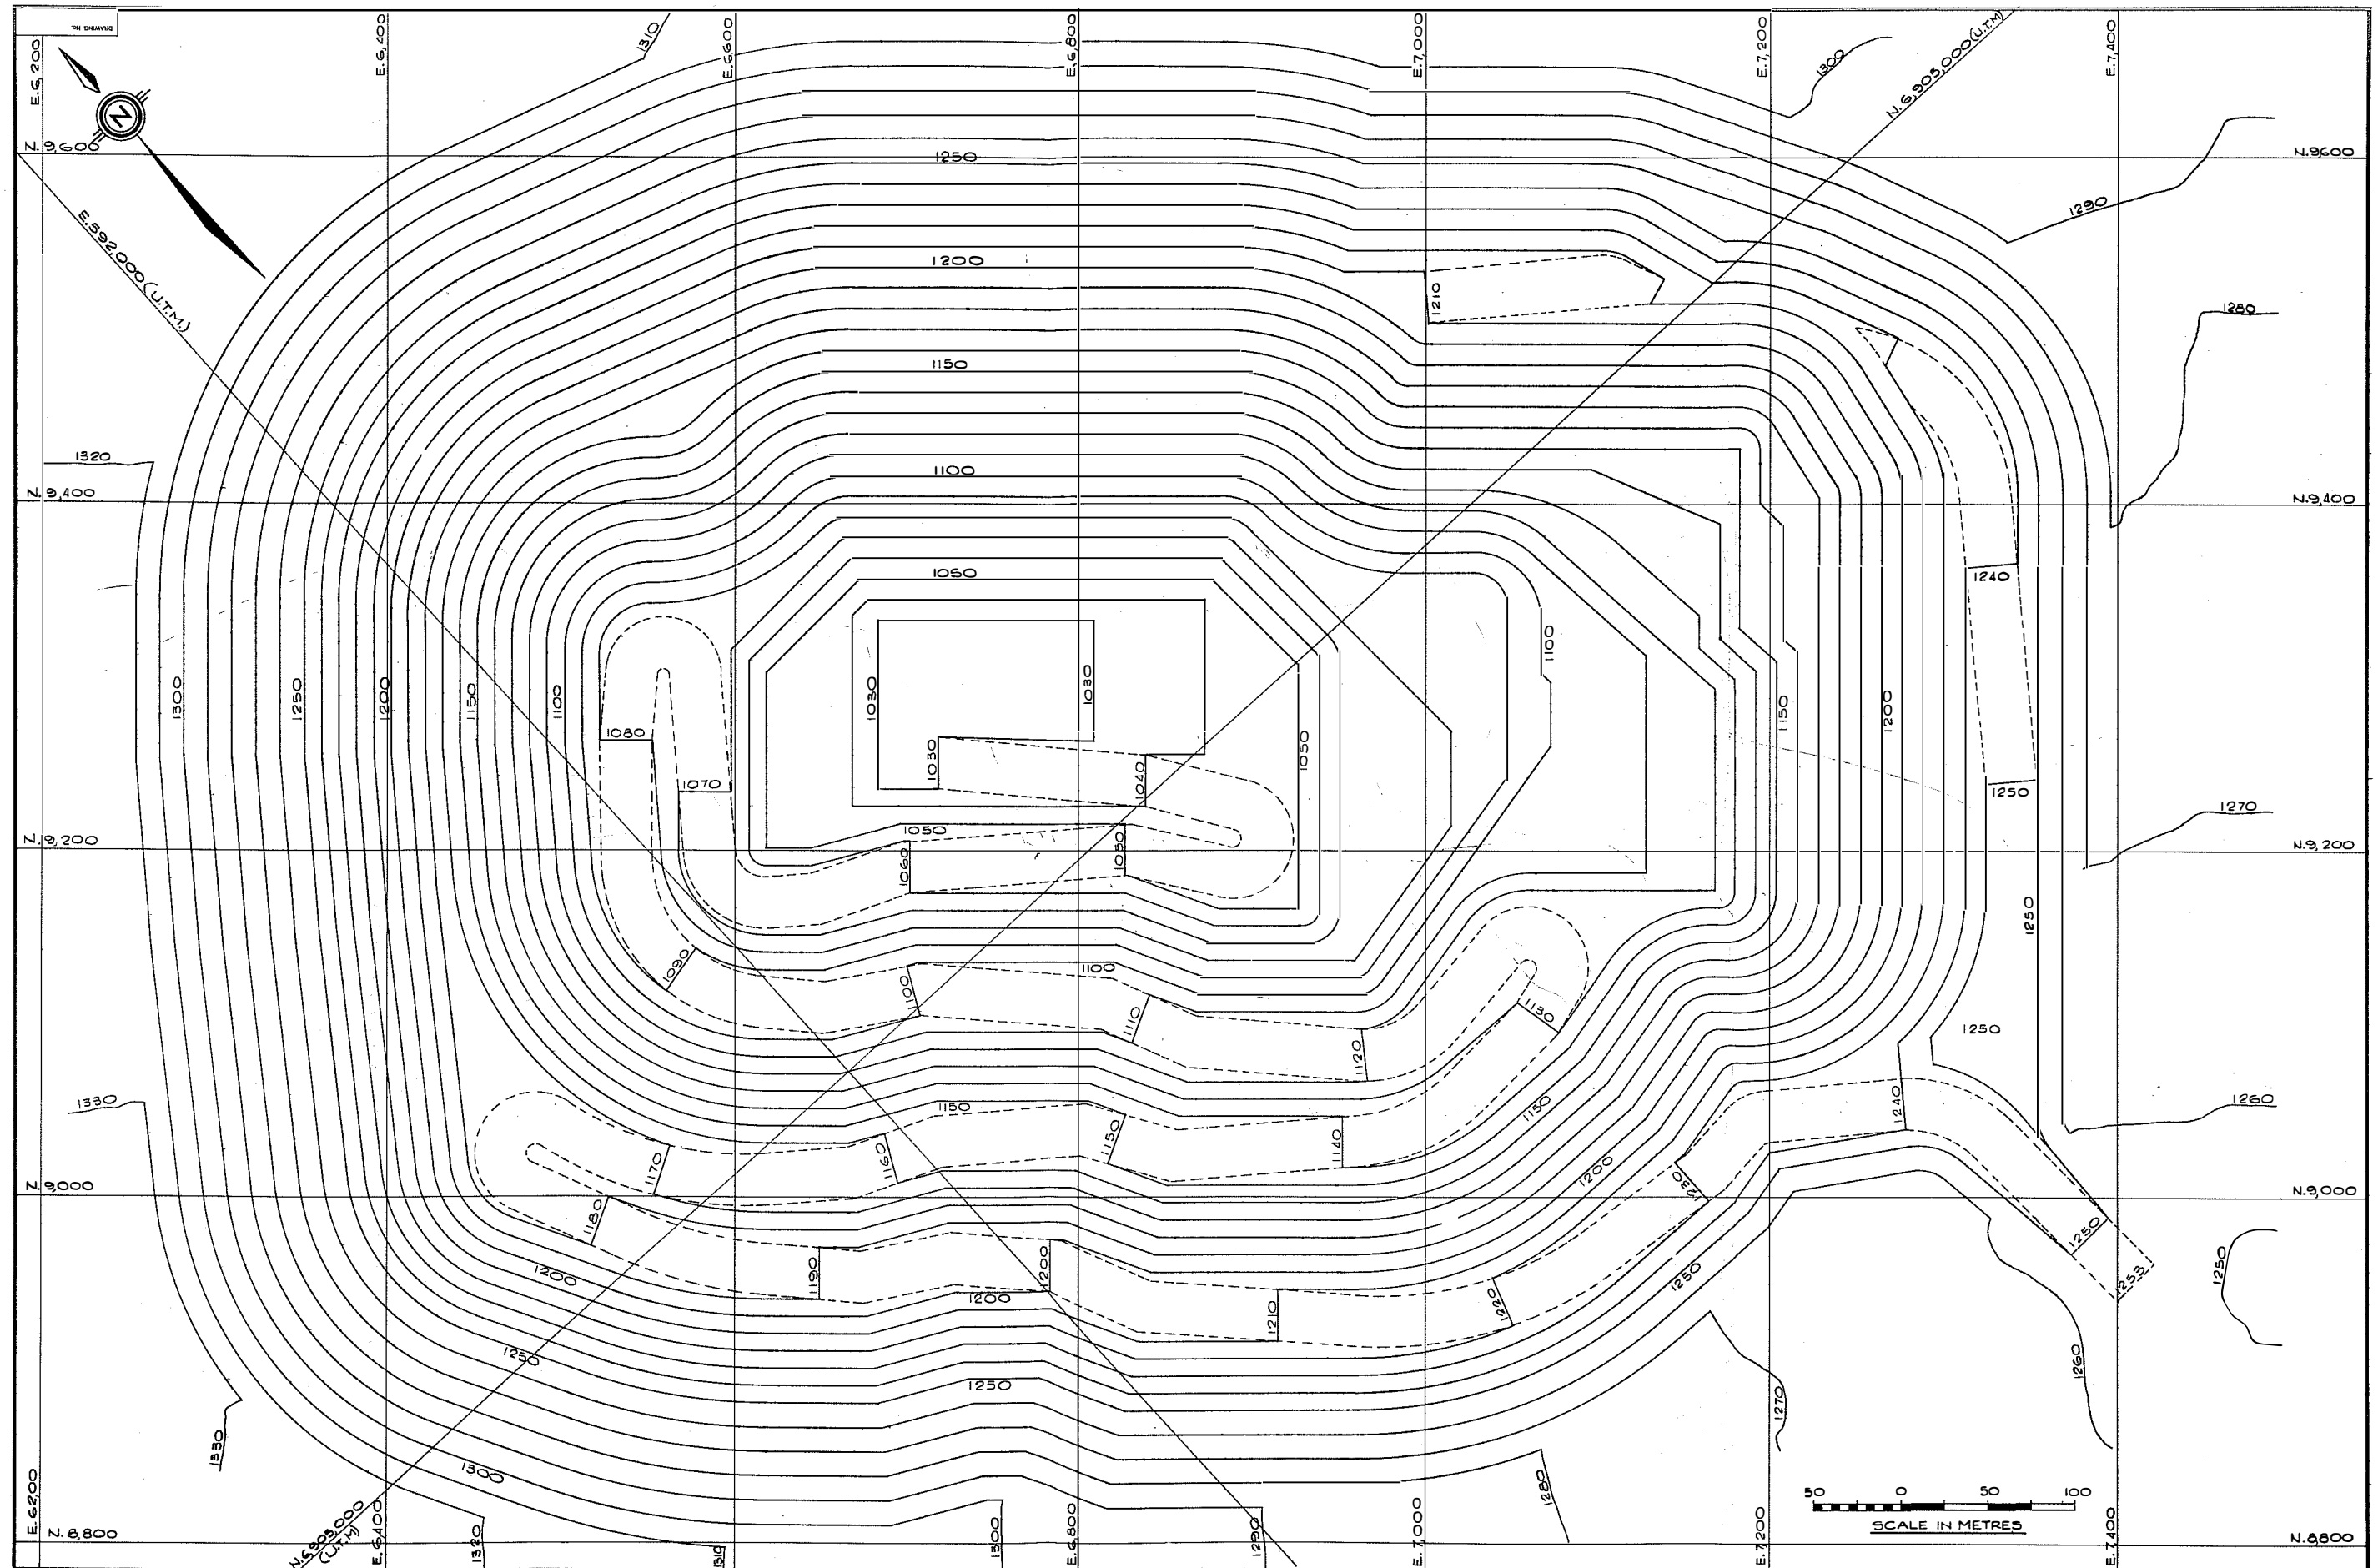 DRAWING No.
E.6,200
E.6,400
1310
E.6,600
E.6,800
E.7,000
E.7,200
1300
N.6,905,000 (U.T.M)
E.7,400
N
N.9,600
1250
N.9,600
E.592,000 (U.T.M.)
1290
1200
1210
1280
1150
1320
1100
N.9,400
N.9,400
1050
1240
1100
1300
1250
1200
1150
1100
1030
1030
1150
1200
1080
1030
1040
1050
1070
1250
1270
N.9,200
1050
1060
1050
N.9,200
1250
1090
1100
1100
1110
1130
1120
1250
1330
1150
1150
1150
1240
1260
1160
1140
1170
1200
1230
N.9,000
N.9,000
1180
1250
1190
1200
1200
1250
1250
1253
1200
1210
1220
1250
1250
1260
1270
1330
1300
1280
50 0 50 100
SCALE IN METRES
E.6200
N.8,800
N.6,905,000
(U.T.M)
E.6,400
1320
1310
1300
E.6,800
1290
E.7,000
E.7,200
E.7,400
N.8800